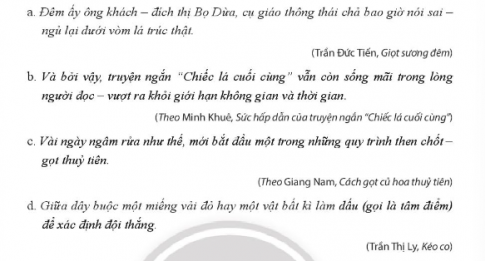 a. Đêm ấy ông khách – đích thị Bọ Dừa, cụ giáo thông thái chả bao giờ nói sai –
ngủ lại dưới vòm lá trúc thật.
(Trần Đức Tiến, Giọt sương đêm)
b. Và bởi vậy, truyện ngắn "Chiếc lá cuối cùng" vẫn còn sống mãi trong lòng
người đọc – vượt ra khỏi giới hạn không gian và thời gian.
(Theo Minh Khuê, Sức hấp dẫn của truyện ngắn "Chiếc lá cuối cùng")
c. Vài ngày ngâm rửa như thế, mới bắt đầu một trong những quy trình then chốt –
gọt thuỷ tiên.
(Theo Giang Nam, Cách gọt củ hoa thuỷ tiên)
d. Giữa dây buộc một miếng vải đỏ hay một vật bất kì làm dấu (gọi là tâm điểm)
để xác định đội thắng.
(Trần Thị Ly, Kéo co)